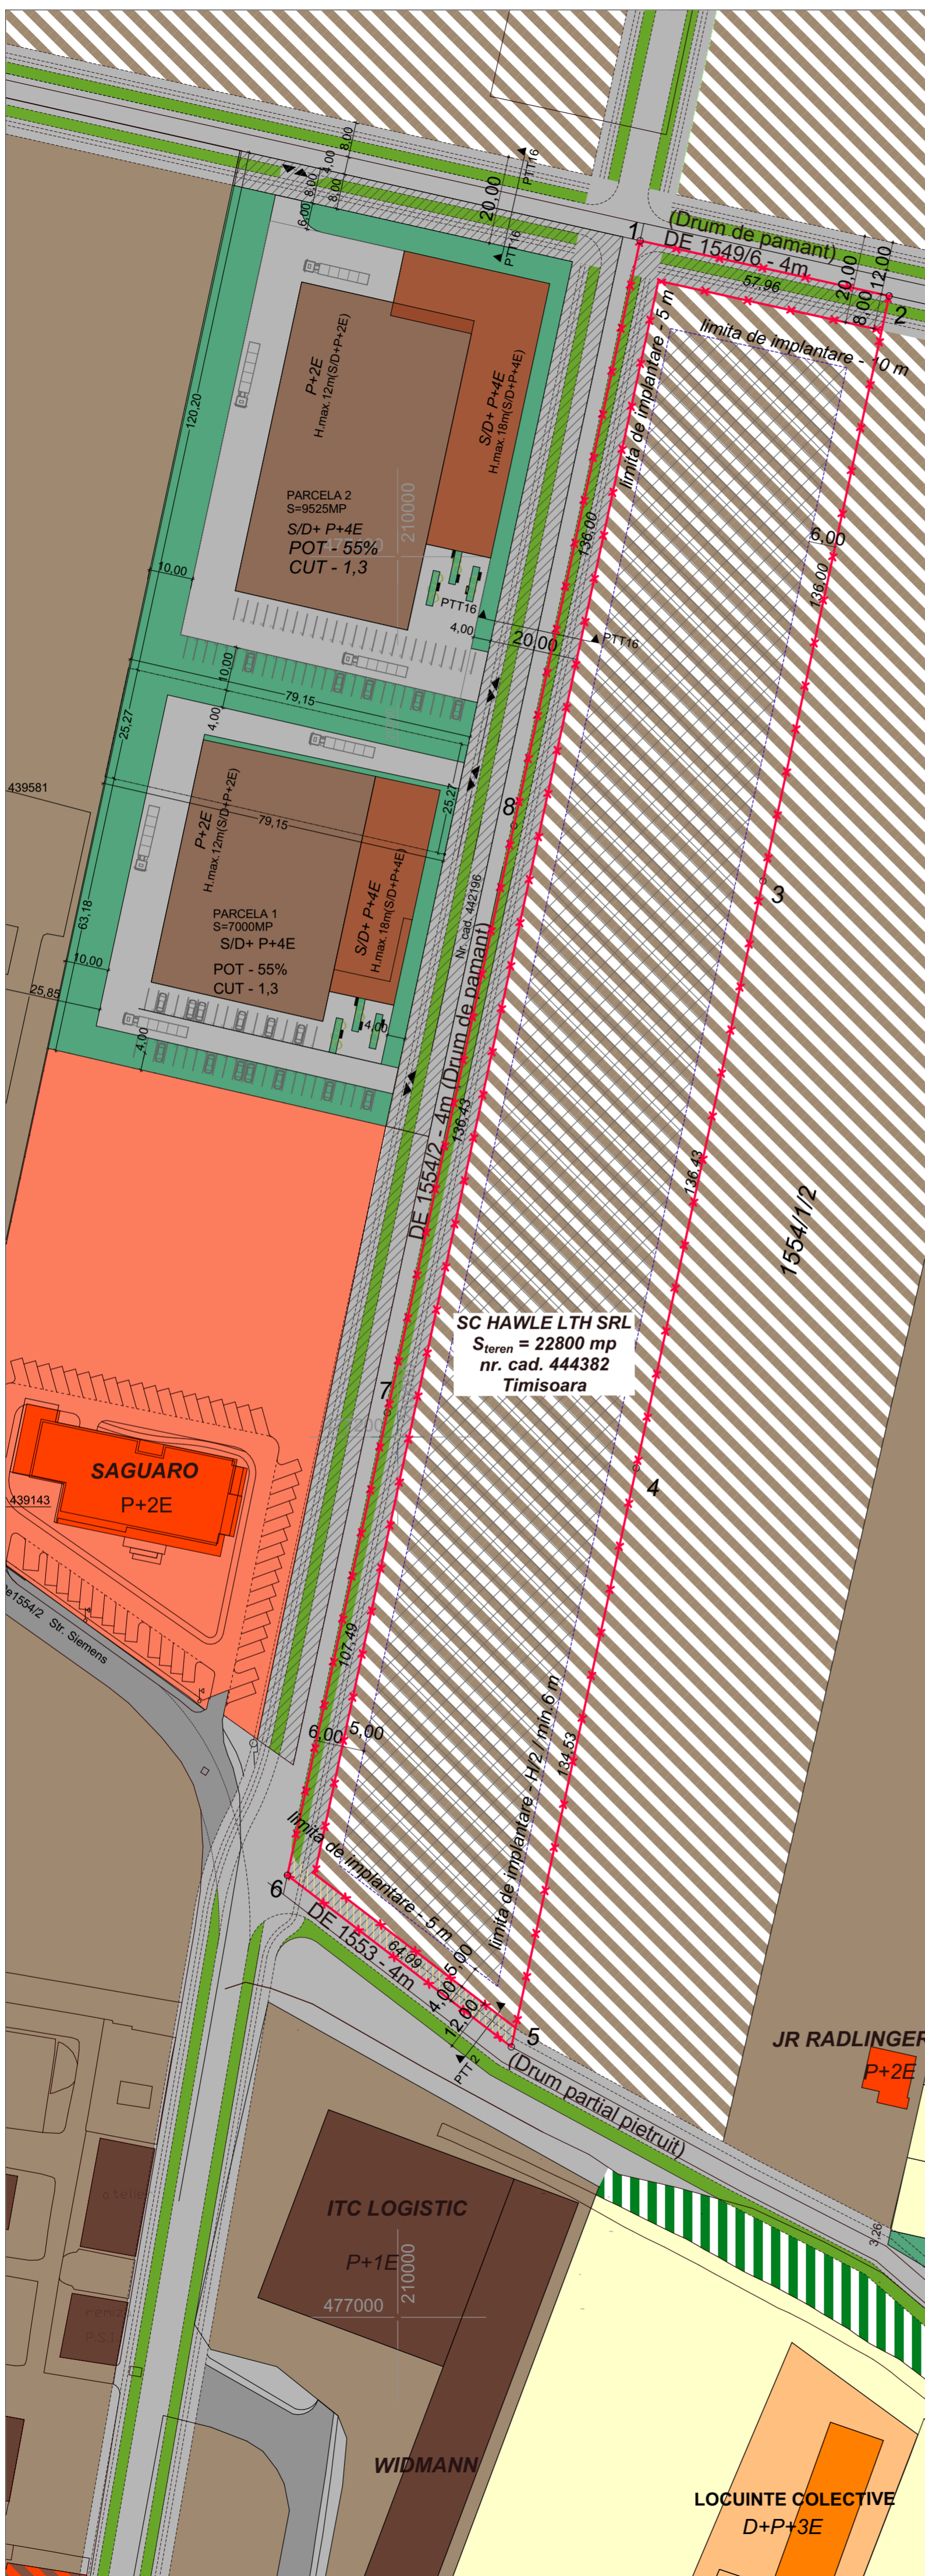 8,00
4,00
8,00
8,00
6,00
PTT16
20,00
PTT16
1
(Drum de pamant)
DE 1549/6 - 4m
57.96
20,00
12,00
8,00
2
limita de implantare - 10 m
limita de implantare - 5 m
P+2E
H.max.12m(S/D+P+2E)
S/D+ P+4E
H.max.18m(S/D+P+4E)
120,20
PARCELA 2
S=9525MP
S/D+ P+4E
POT - 55%
CUT - 1,3
210000
10,00
136.00
6,00
136.00
PTT16
4,00
20,00
PTT16
10,00
79,15
25,27
4,00
439581
P+2E
H.max.12m(S/D+P+2E)
79,15
25,27
8
S/D+ P+4E
H.max.18m(S/D+P+4E)
63,18
PARCELA 1
S=7000MP
S/D+ P+4E
POT - 55%
CUT - 1,3
3
Nr. cad. 442196
10,00
25,85
4,00
4,00
DE 1554/2 - 4m (Drum de pamant)
136.43
136.43
1554/1/2
SC HAWLE LTH SRL
Steren = 22800 mp
nr. cad. 444382
Timisoara
7
SAGUARO
P+2E
439143
4
Str. Siemens
107.49
6,00
5,00
134.53
limita de implantare - H/2 / min.6 m
limita de implantare - 5 m
6
DE 1553 - 4m
64.09
5,00
4,00
12,00
PTT 2
5
(Drum partial pietruit)
JR RADLINGER
P+2E
3,26
atelier
ITC LOGISTIC
P+1E
210000
477000
P.S.I.
WIDMANN
LOCUINTE COLECTIVE
D+P+3E